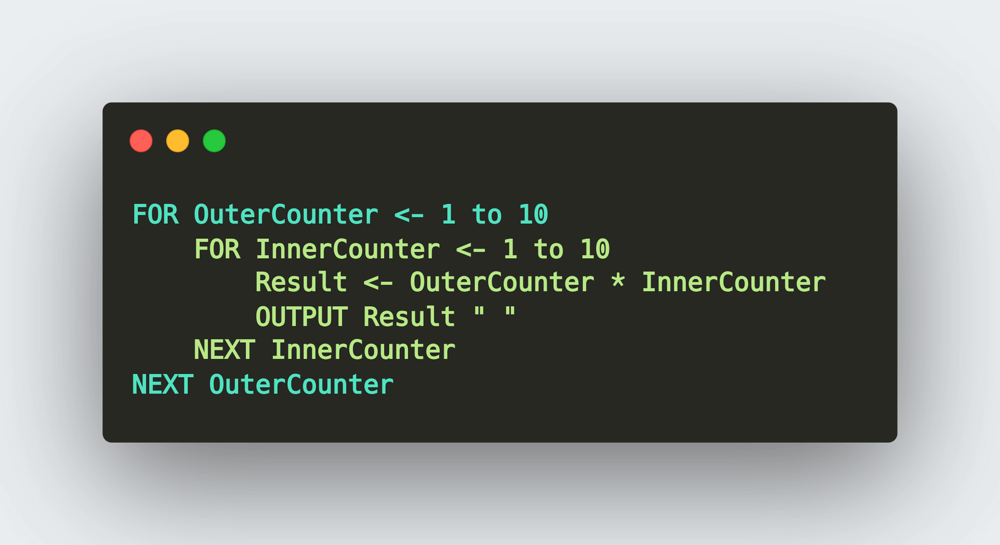 FOR OuterCounter <- 1 to 10
    FOR InnerCounter <- 1 to 10
        Result <- OuterCounter * InnerCounter
        OUTPUT Result " "
    NEXT InnerCounter
NEXT OuterCounter